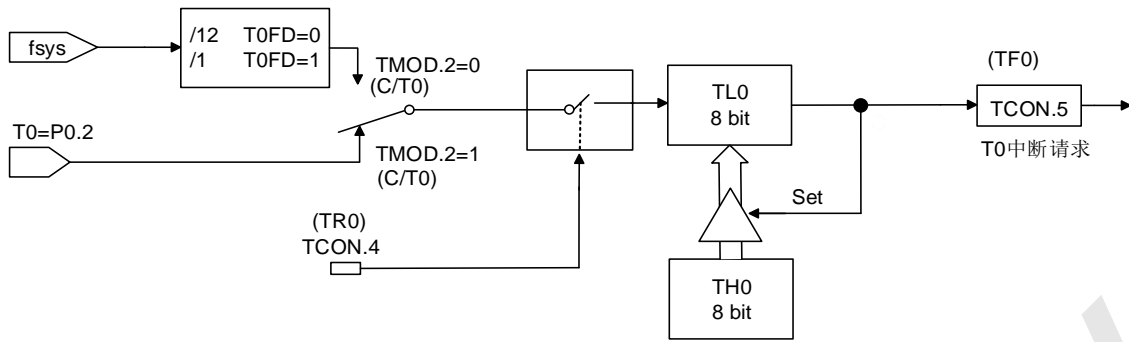 fsys
/12 T0FD=0
/1 T0FD=1
TMOD.2=0
(C/T0)
T0=P0.2
TMOD.2=1
(C/T0)
(TR0)
TCON.4
TL0
8 bit
Set
TH0
8 bit
(TF0)
TCON.5
T0中断请求